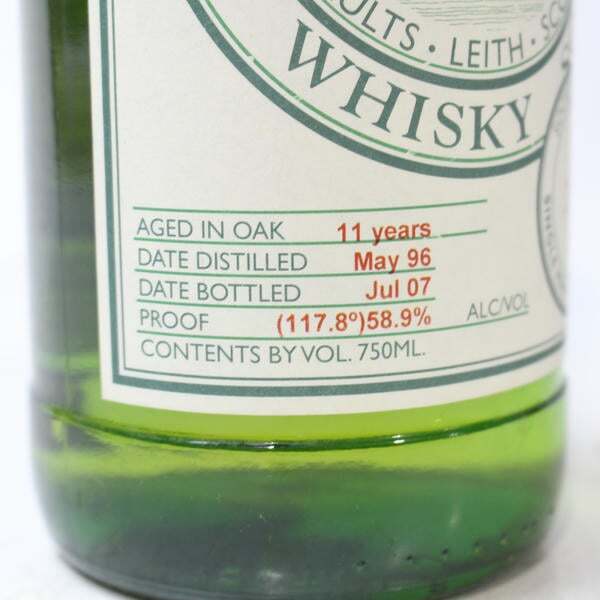 ULTS · LEITH · SC
WHISKY
AGED IN OAK 11 years
DATE DISTILLED May 96
DATE BOTTLED Jul 07
PROOF (117.8º)58.9% ALC/VOL
CONTENTS BY VOL. 750ML.